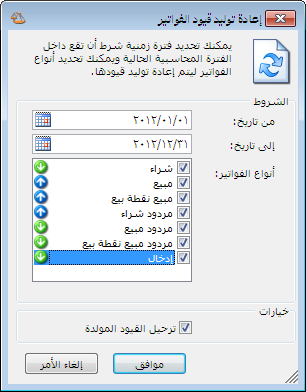 إعادة توليد قيود الفواتير
يمكنك تحديد فترة زمنية شرط أن تقع داخل
الفترة المحاسبية الحالية ويمكنك تحديد أنواع
الفواتير ليتم إعادة توليد قيودها.
الشروط
من تاريخ: ٢٠١٢/٠١/٠١
إلى تاريخ: ٢٠١٢/١٢/٣١
أنواع الفواتير:
شراء
مبيع
مبيع نقطة بيع
مردود شراء
مردود مبيع
مردود مبيع نقطة بيع
إدخال
خيارات
ترحيل القيود المولدة
موافق
إلغاء الأمر